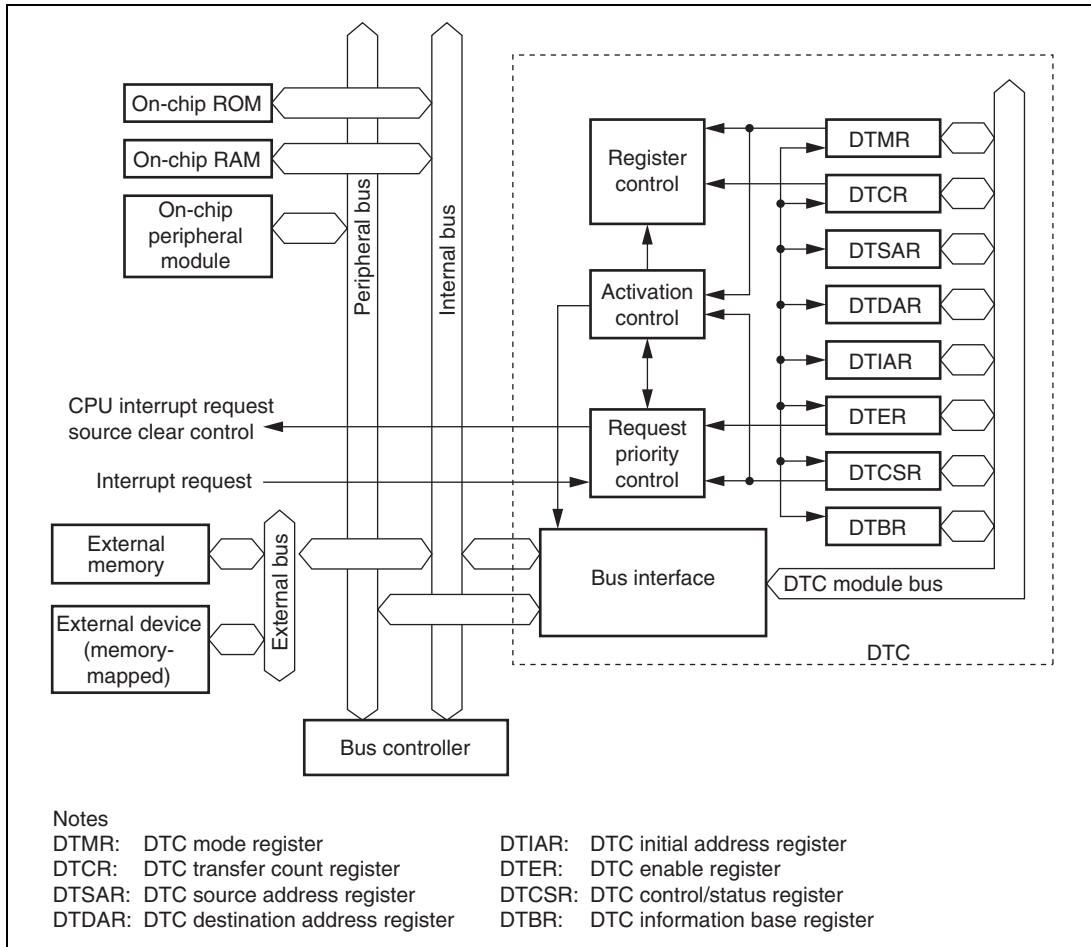 On-chip ROM
On-chip RAM
On-chip
peripheral
module
Peripheral bus
Internal bus
Register
control
Activation
control
Request
priority
control
DTMR
DTCR
DTSAR
DTDAR
DTIAR
DTER
DTCSR
DTBR
CPU interrupt request
source clear control
Interrupt request
External
memory
External device
(memory-
mapped)
External bus
Bus interface
DTC module bus
DTC
Bus controller
Notes
DTMR: DTC mode register
DTCR: DTC transfer count register
DTSAR: DTC source address register
DTDAR: DTC destination address register
DTIAR: DTC initial address register
DTER: DTC enable register
DTCSR: DTC control/status register
DTBR: DTC information base register